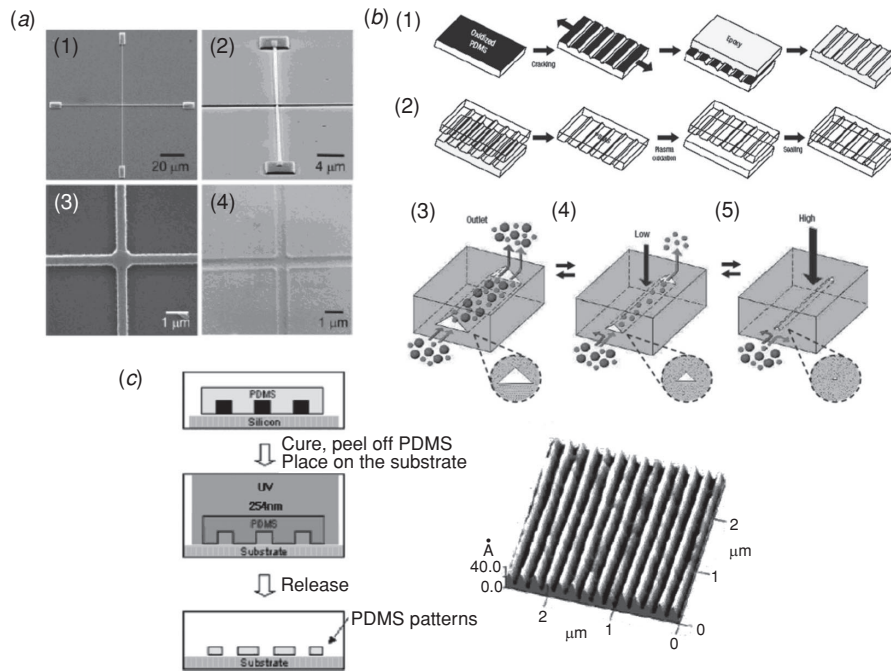 (a)
(1)
(2)
20 μm
4 μm
(3)
(4)
1 μm
1 μm
(b)
(1)
Oxidized
PDMS
Cracking
Epoxy
(2)
Plasma
oxidation
Sealing
(3)
(4)
(5)
Outlet
Low
High
(c)
PDMS
Silicon
Cure, peel off PDMS
Place on the substrate
UV
254nm
PDMS
Substrate
Release
PDMS patterns
Substrate
Å
40.0
0.0
2
μm
1
0
0
1
μm
2